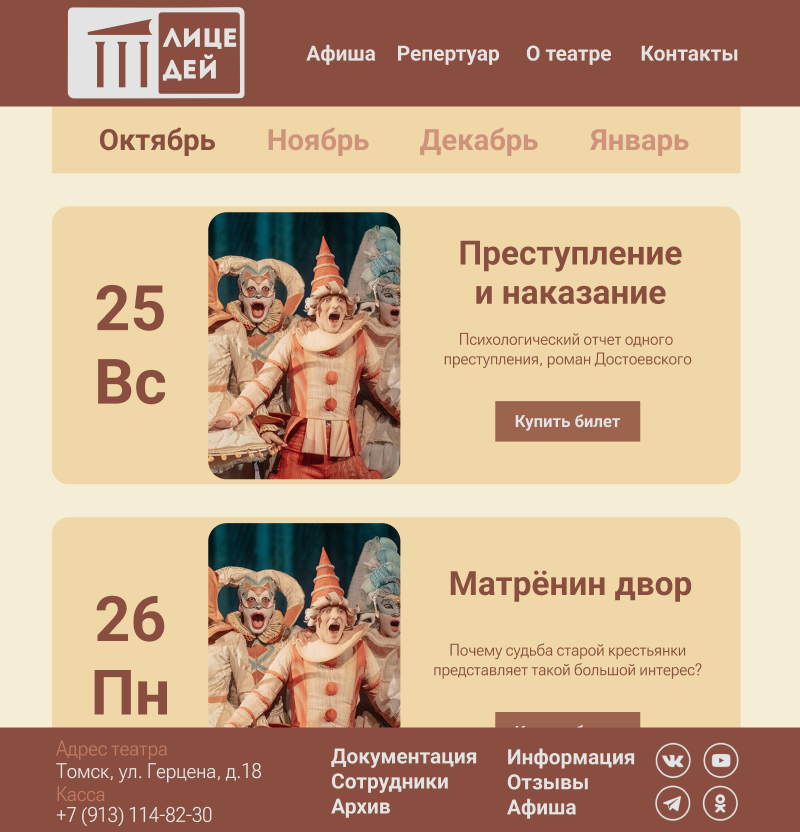 ЛИЦЕ
ДЕЙ
Афиша Репертуар О театре Контакты
Октябрь Ноябрь Декабрь Январь
25
Вс
Преступление
и наказание
Психологический отчет одного
преступления, роман Достоевского
Купить билет
26
Пн
Матрёнин двор
Почему судьба старой крестьянки
представляет такой большой интерес?
Адрес театра
Томск, ул. Герцена, д.18
Касса
+7 (913) 114-82-30
Документация
Сотрудники
Архив
Информация
Отзывы
Афиша